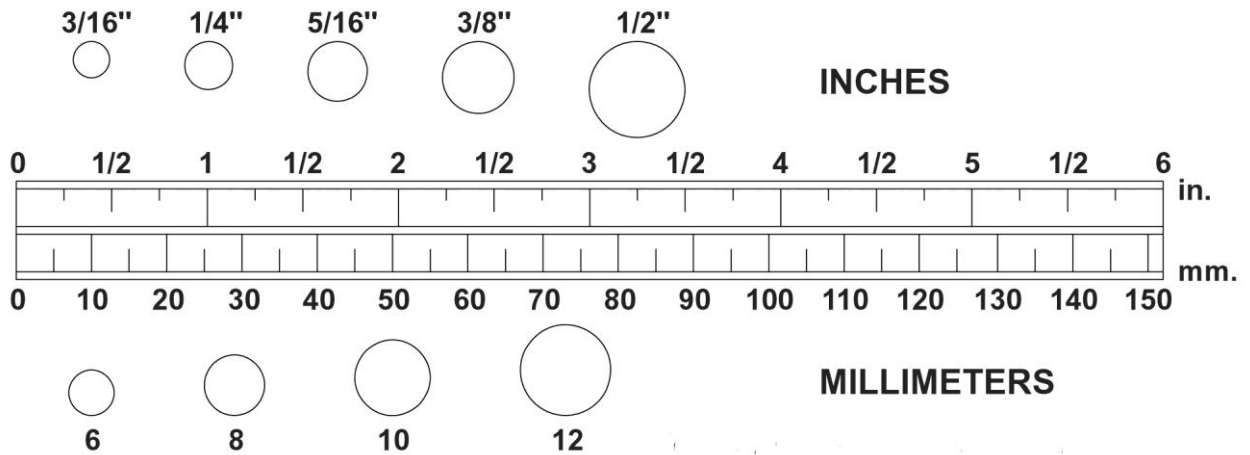 3/16" 1/4" 5/16" 3/8" 1/2"
INCHES
0 1/2 1 1/2 2 1/2 3 1/2 4 1/2 5 1/2 6
in.
mm.
0 10 20 30 40 50 60 70 80 90 100 110 120 130 140 150
MILLIMETERS
6 8 10 12